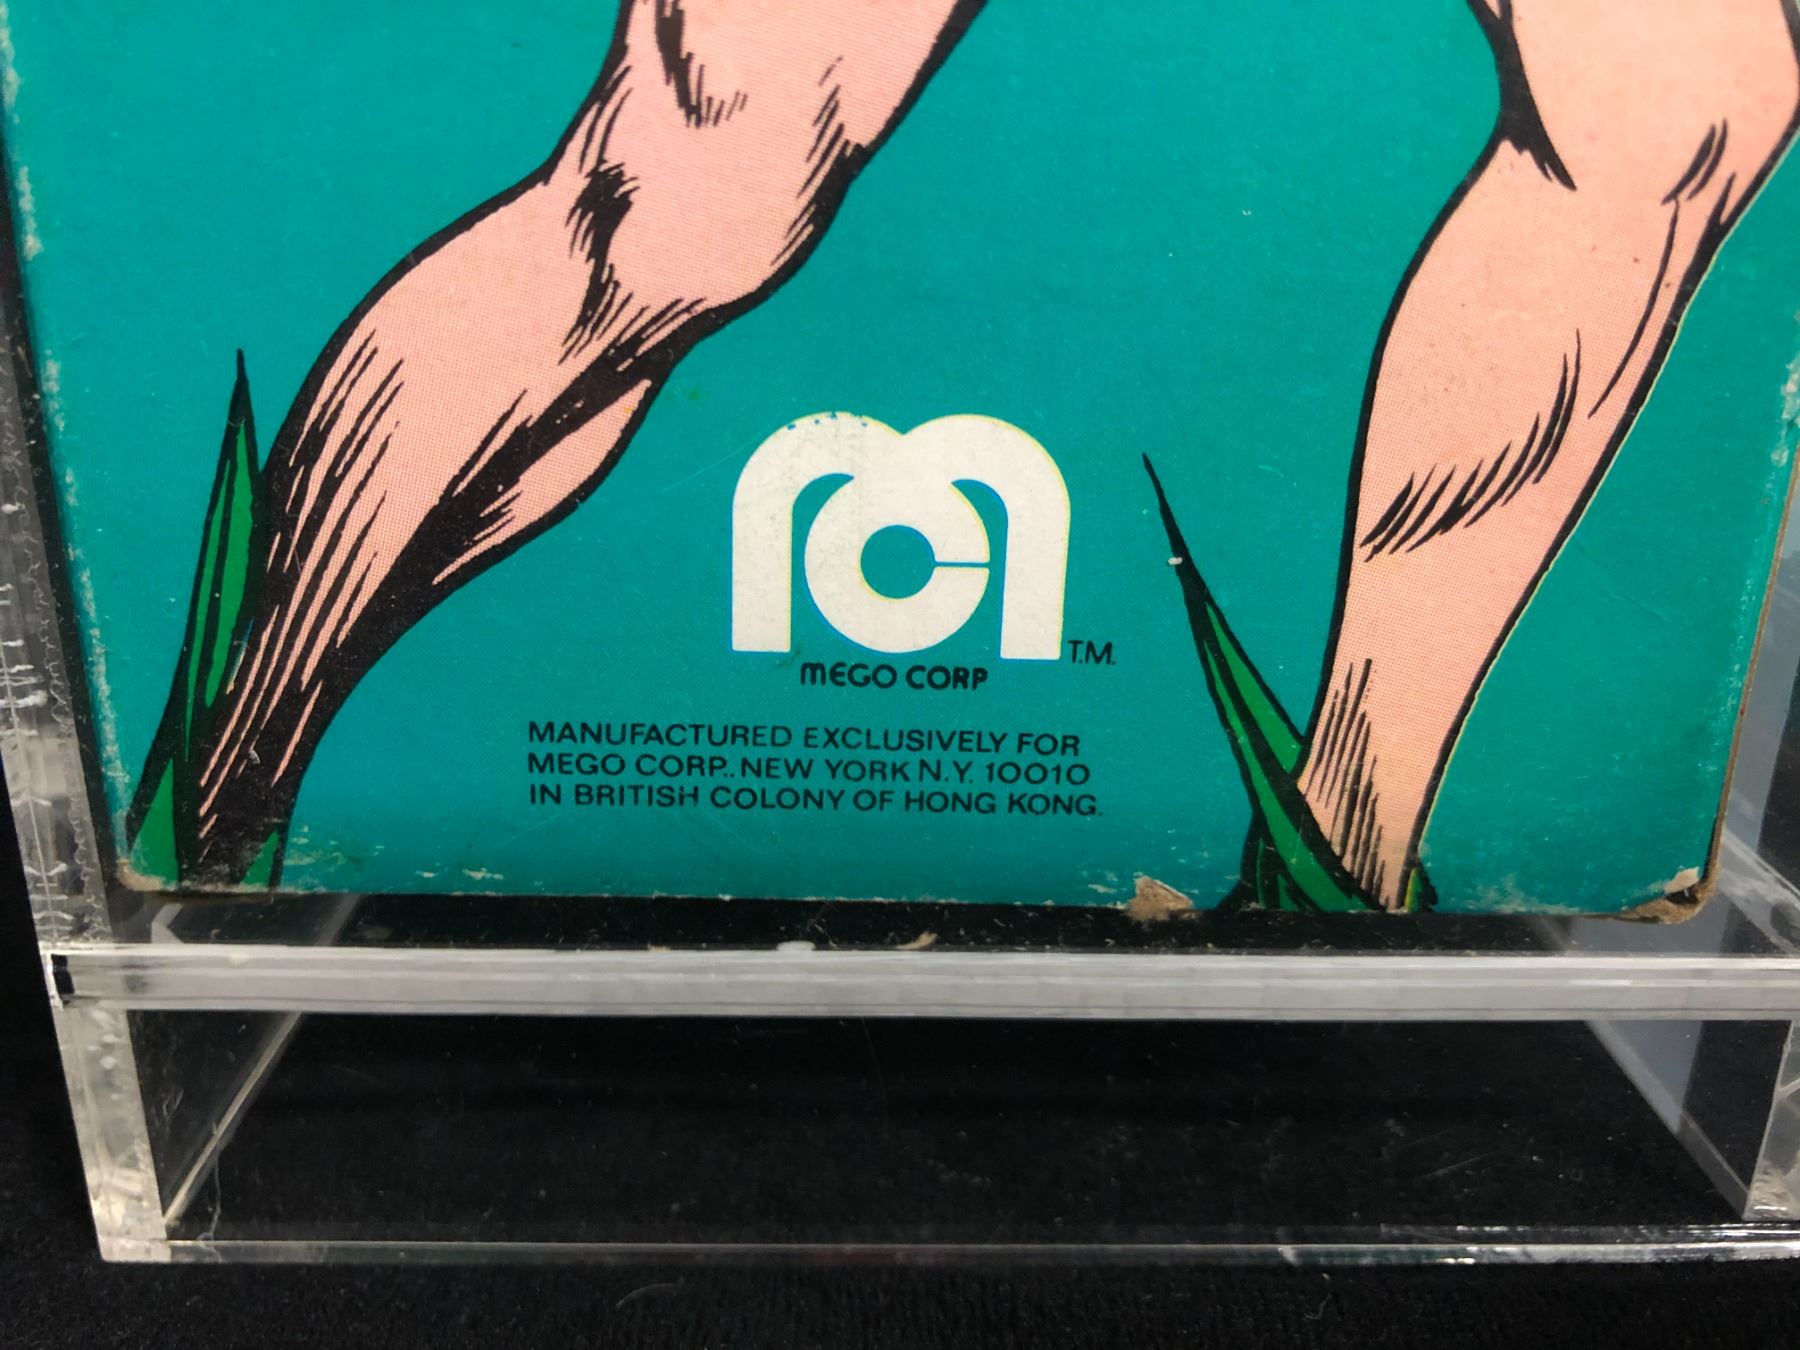 T.M.
MEGO CORP
MANUFACTURED EXCLUSIVELY FOR
MEGO CORP., NEW YORK N.Y. 10010
IN BRITISH COLONY OF HONG KONG.